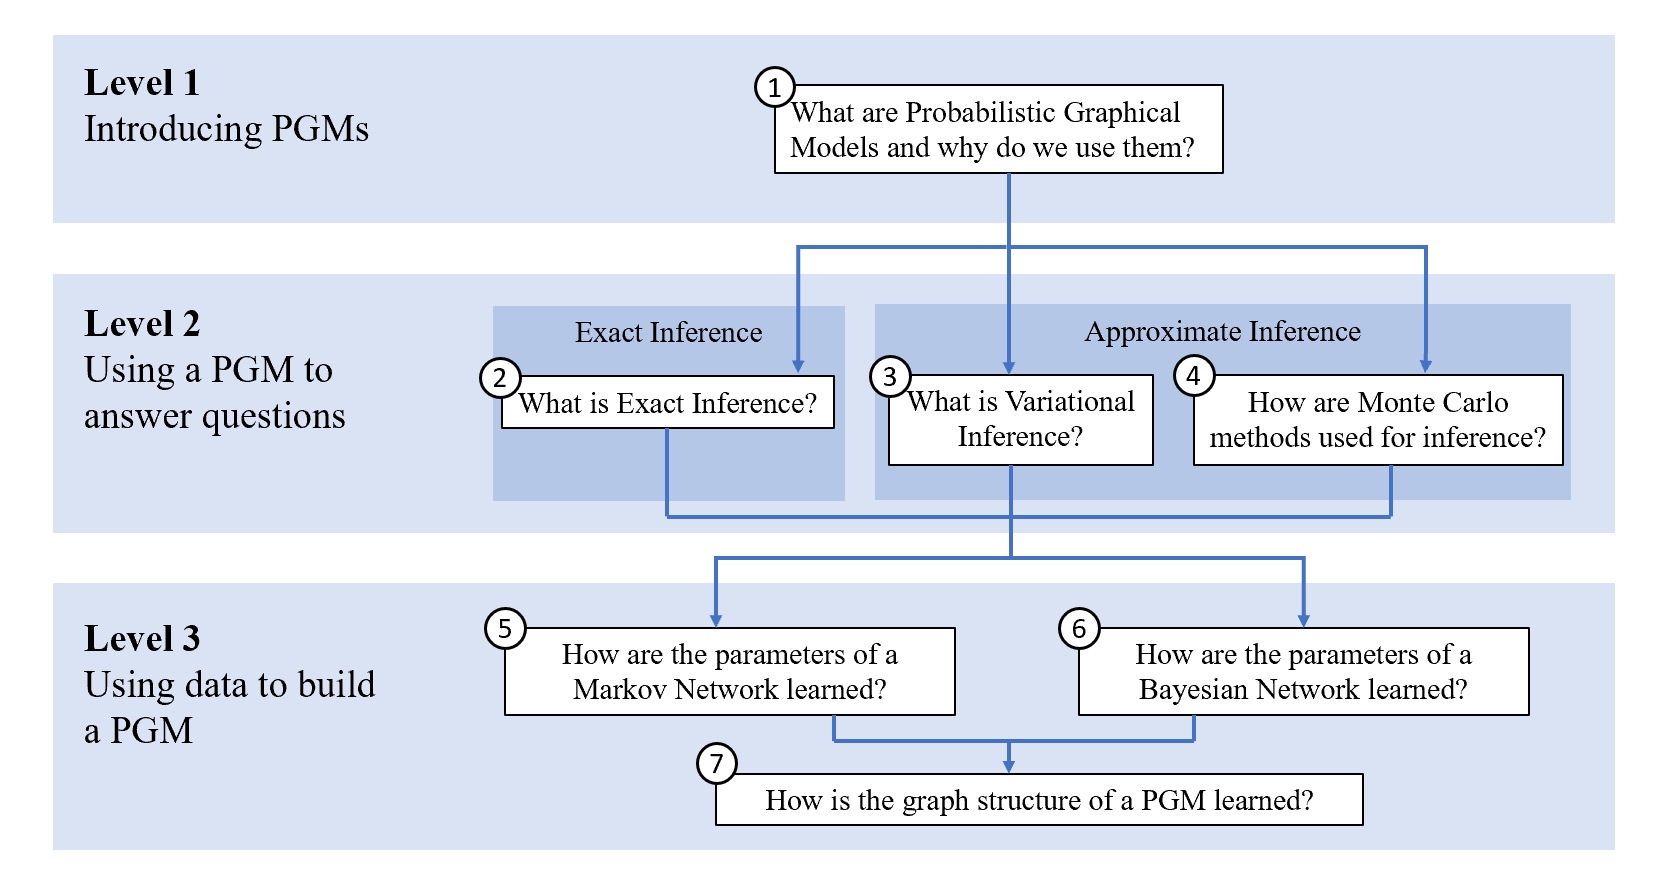 Level 1
Introducing PGMs
1
What are Probabilistic Graphical
Models and why do we use them?
Level 2
Using a PGM to
answer questions
Exact Inference
2
What is Exact Inference?
Approximate Inference
3
What is Variational
Inference?
4
How are Monte Carlo
methods used for inference?
Level 3
Using data to build
a PGM
5
How are the parameters of a
Markov Network learned?
6
How are the parameters of a
Bayesian Network learned?
7
How is the graph structure of a PGM learned?